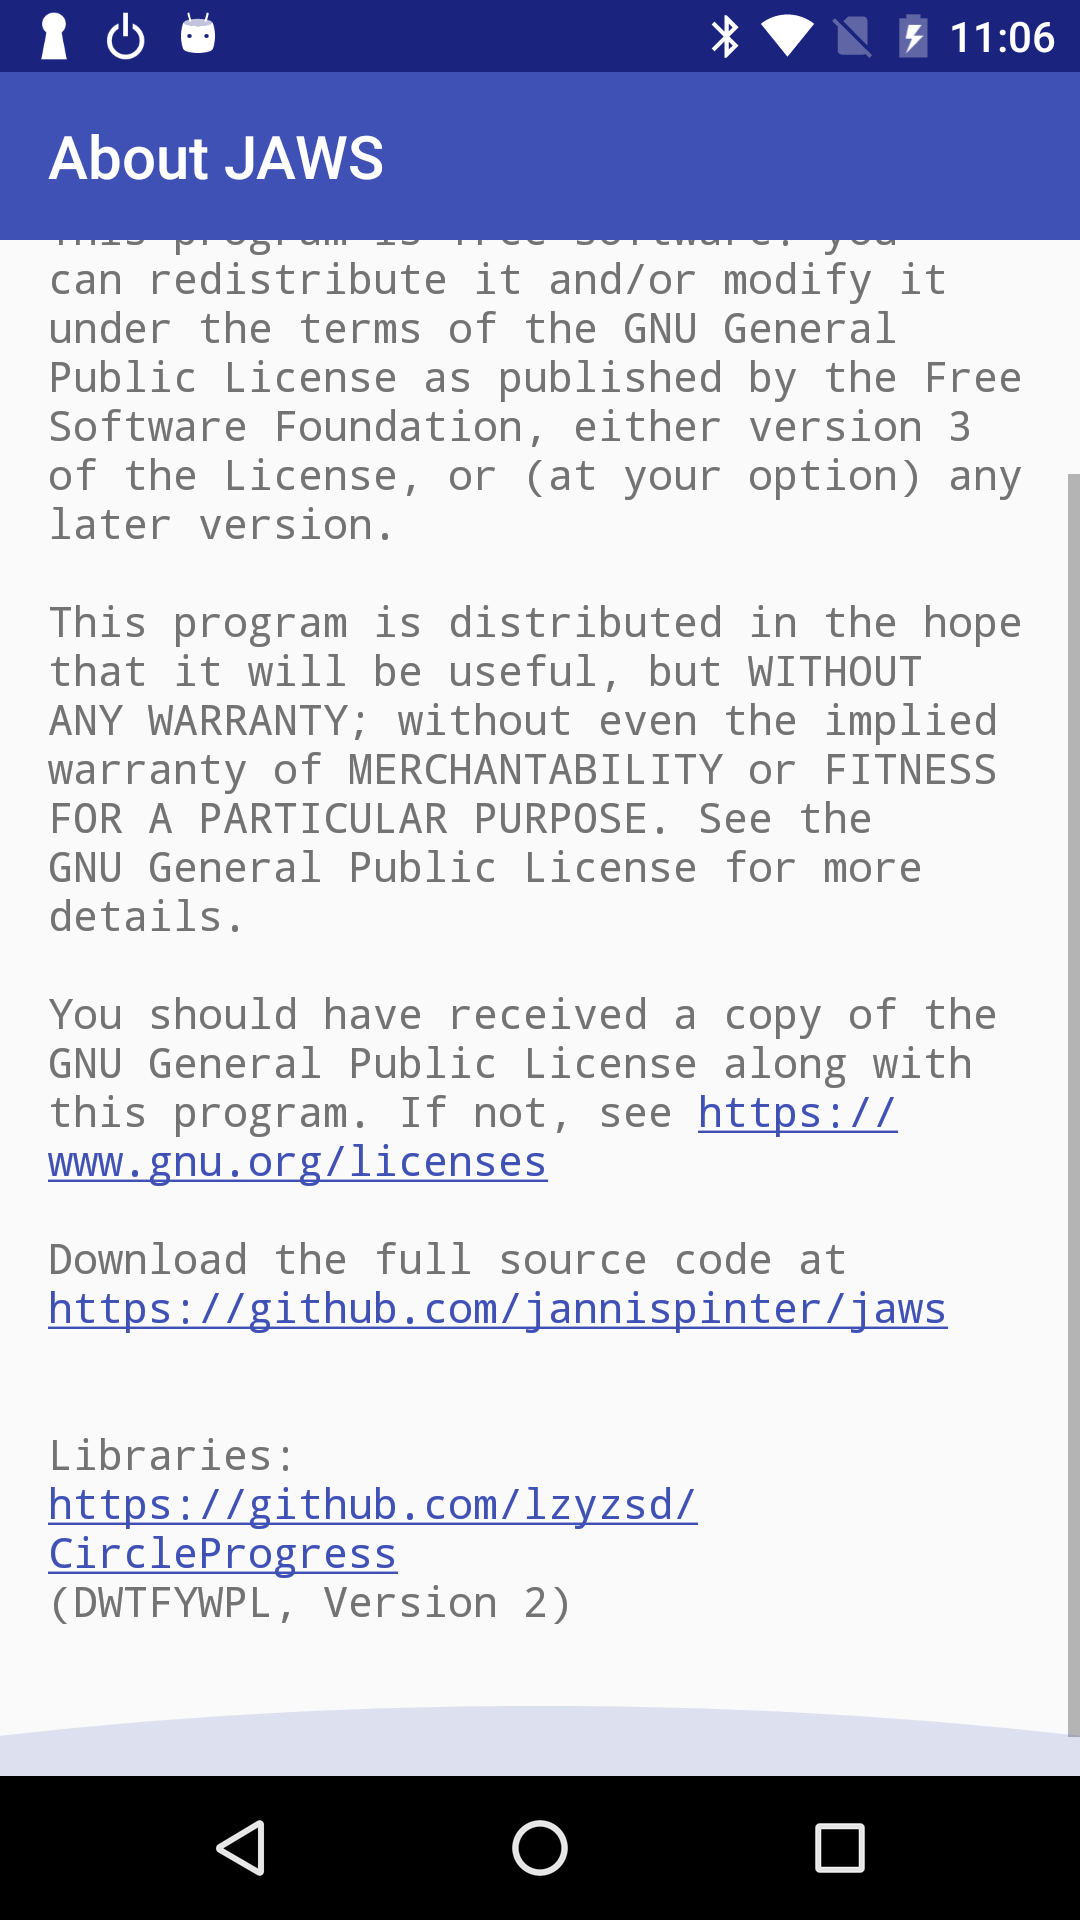 11:06
About JAWS
This program is free software: you
can redistribute it and/or modify it
under the terms of the GNU General
Public License as published by the Free
Software Foundation, either version 3
of the License, or (at your option) any
later version.
This program is distributed in the hope
that it will be useful, but WITHOUT
ANY WARRANTY; without even the implied
warranty of MERCHANTABILITY or FITNESS
FOR A PARTICULAR PURPOSE. See the
GNU General Public License for more
details.
You should have received a copy of the
GNU General Public License along with
this program. If not, see https://
www.gnu.org/licenses
Download the full source code at
https://github.com/jannispinter/jaws
Libraries:
https://github.com/lzyzsd/
CircleProgress
(DWTFYWPL, Version 2)